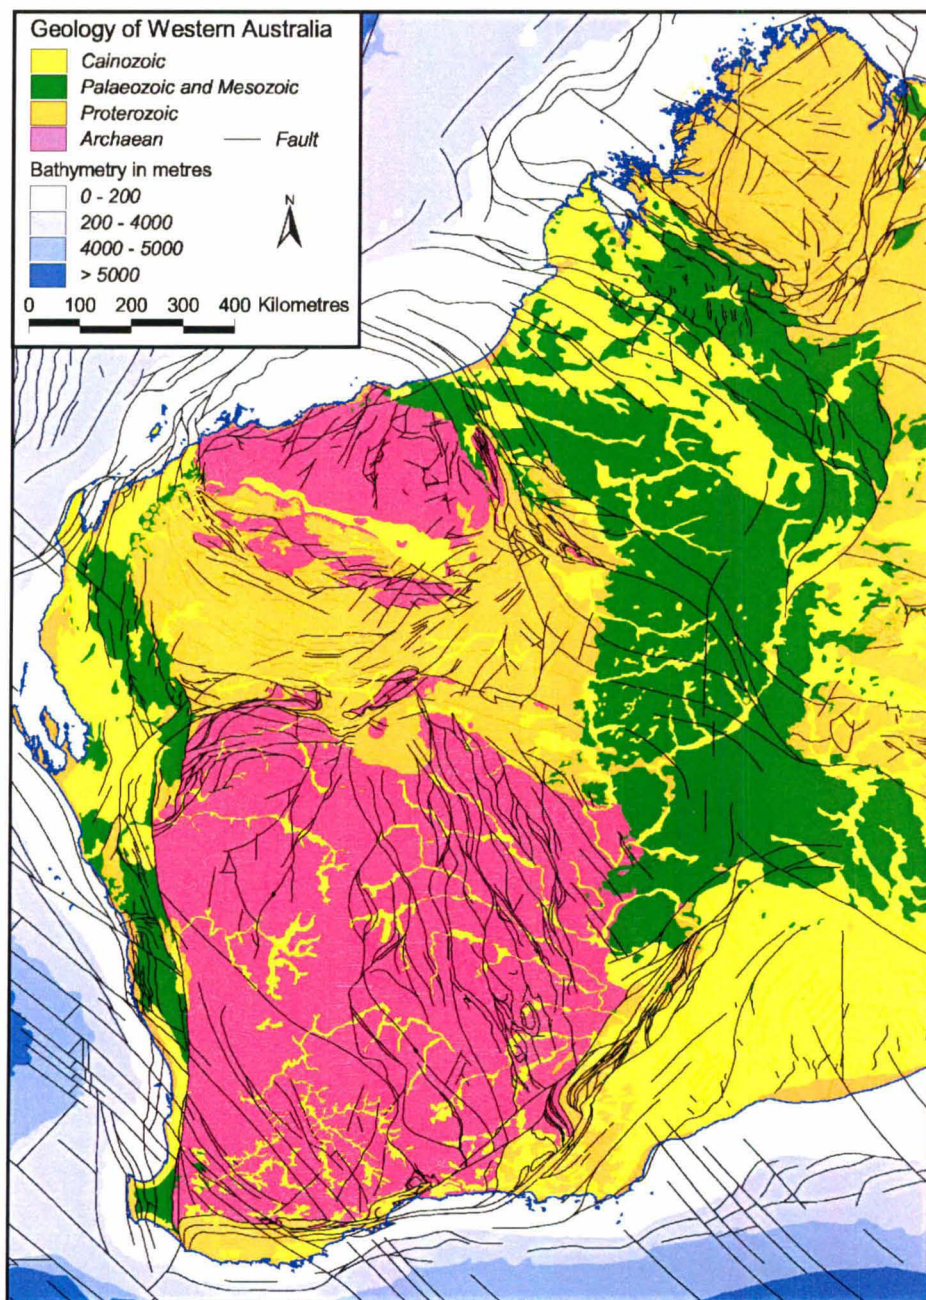 Geology of Western Australia
Cainozoic
Palaeozoic and Mesozoic
Proterozoic
Archaean Fault
Bathymetry in metres
0 - 200
200 - 4000
4000 - 5000
> 5000
N
0 100 200 300 400 Kilometres